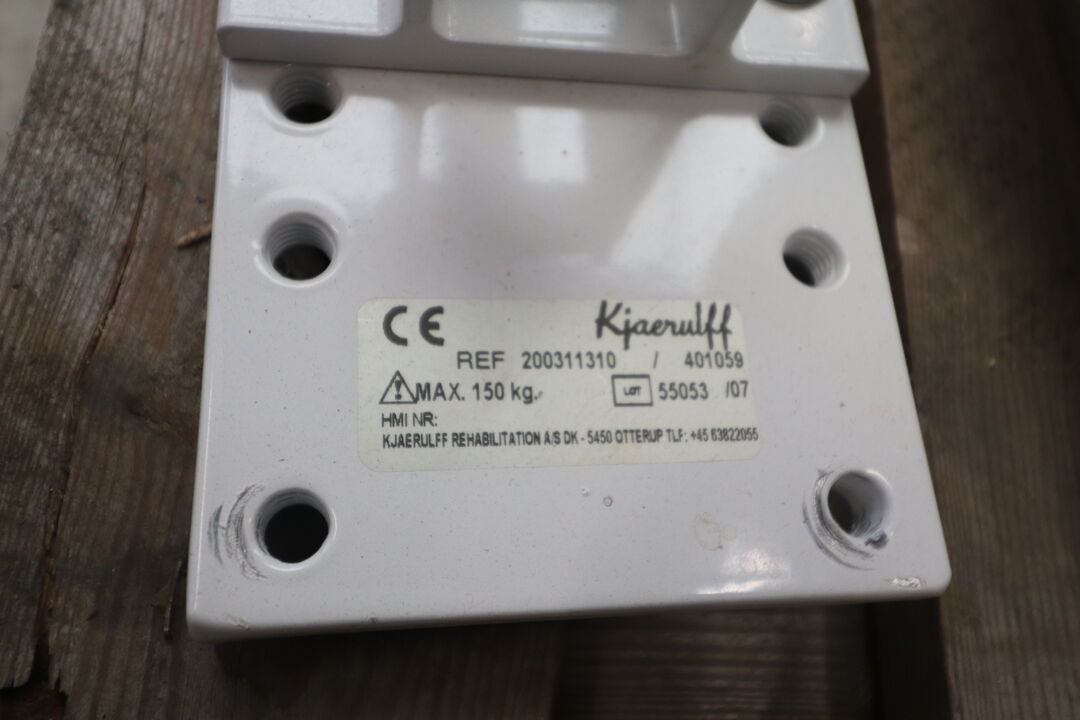 CE Kjaerulff
REF 200311310 / 401059
MAX. 150 kg. LOT 55053 /07
HMI NR:
KJAERULFF REHABILITATION A/S DK - 5450 OTTERUP TLF: +45 63822055